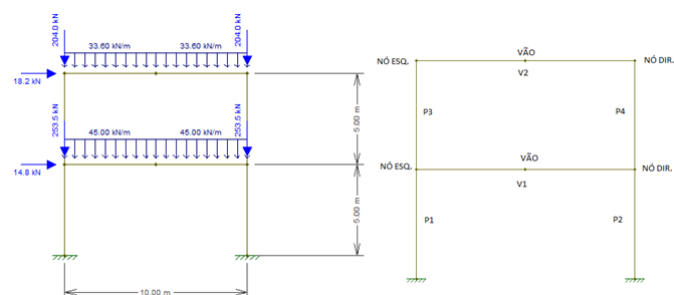 204.0 kN
204.0 kN
33.60 kN/m
33.60 kN/m
18.2 kN
253.5 kN
253.5 kN
45.00 kN/m
45.00 kN/m
14.8 kN
5.00 m
5.00 m
10.00 m
NÓ ESQ.
VÃO
NÓ DIR.
V2
P3
P4
NÓ ESQ.
VÃO
NÓ DIR.
V1
P1
P2